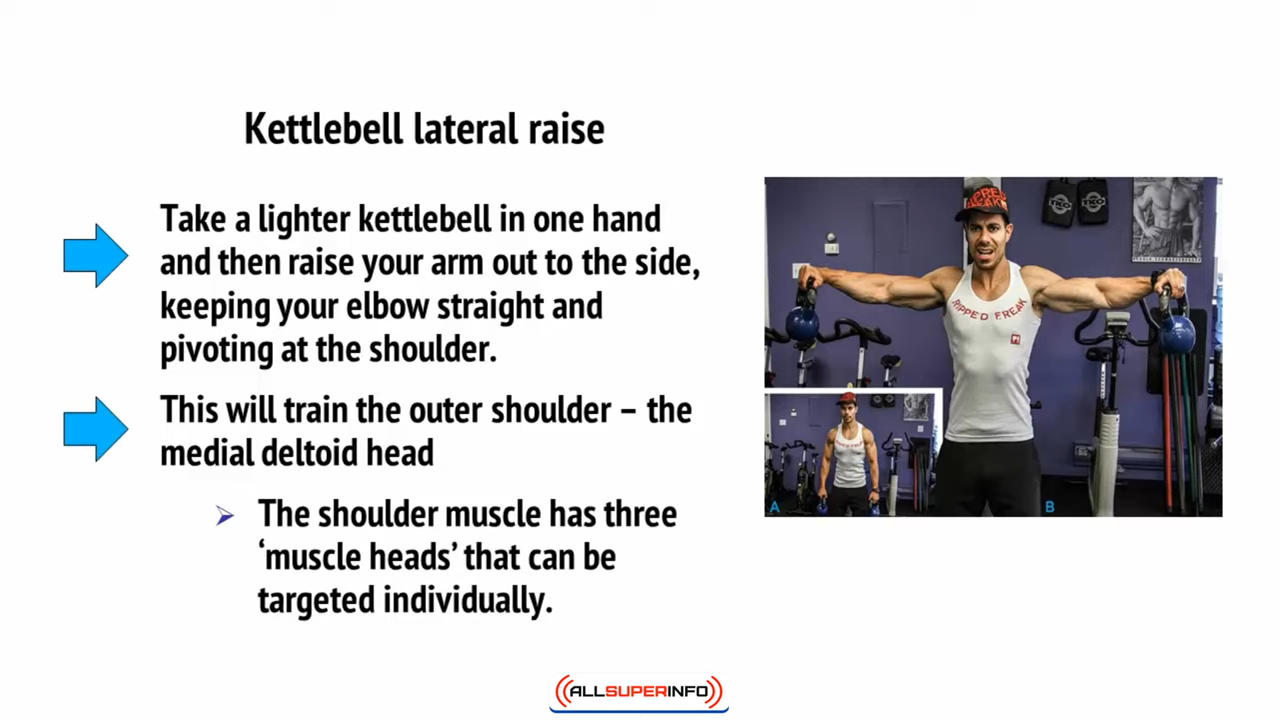 Kettlebell lateral raise
Take a lighter kettlebell in one hand
and then raise your arm out to the side,
keeping your elbow straight and
pivoting at the shoulder.
This will train the outer shoulder – the
medial deltoid head
The shoulder muscle has three
‘muscle heads’ that can be
targeted individually.
RIPPED FREAK
A
B
ALLSUPERINFO